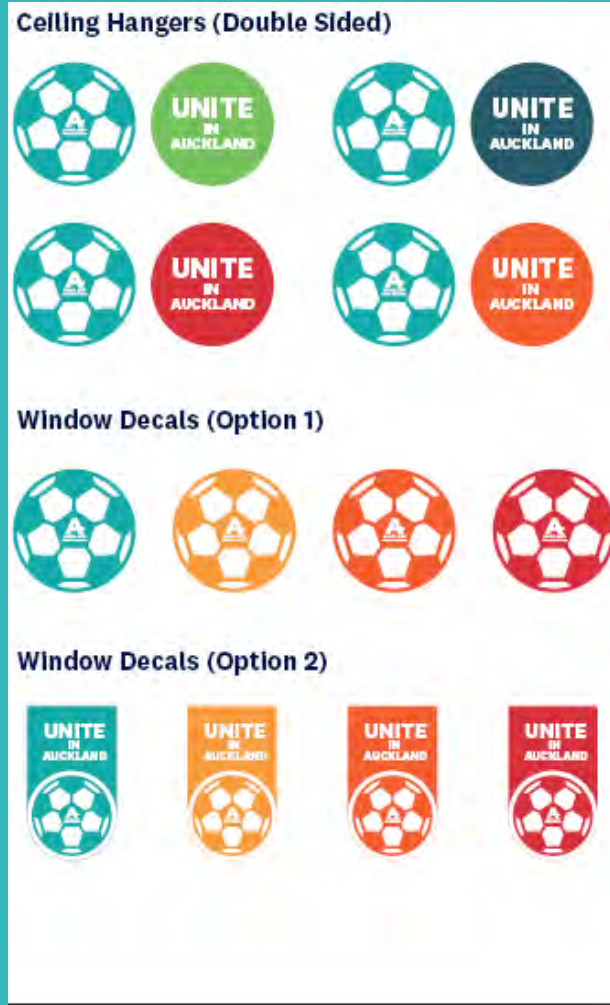 Ceiling Hangers (Double Sided)
UNITE
IN
AUCKLAND
UNITE
IN
AUCKLAND
UNITE
IN
AUCKLAND
UNITE
IN
AUCKLAND
Window Decals (Option 1)
Window Decals (Option 2)
UNITE
IN
AUCKLAND
UNITE
IN
AUCKLAND
UNITE
IN
AUCKLAND
UNITE
IN
AUCKLAND